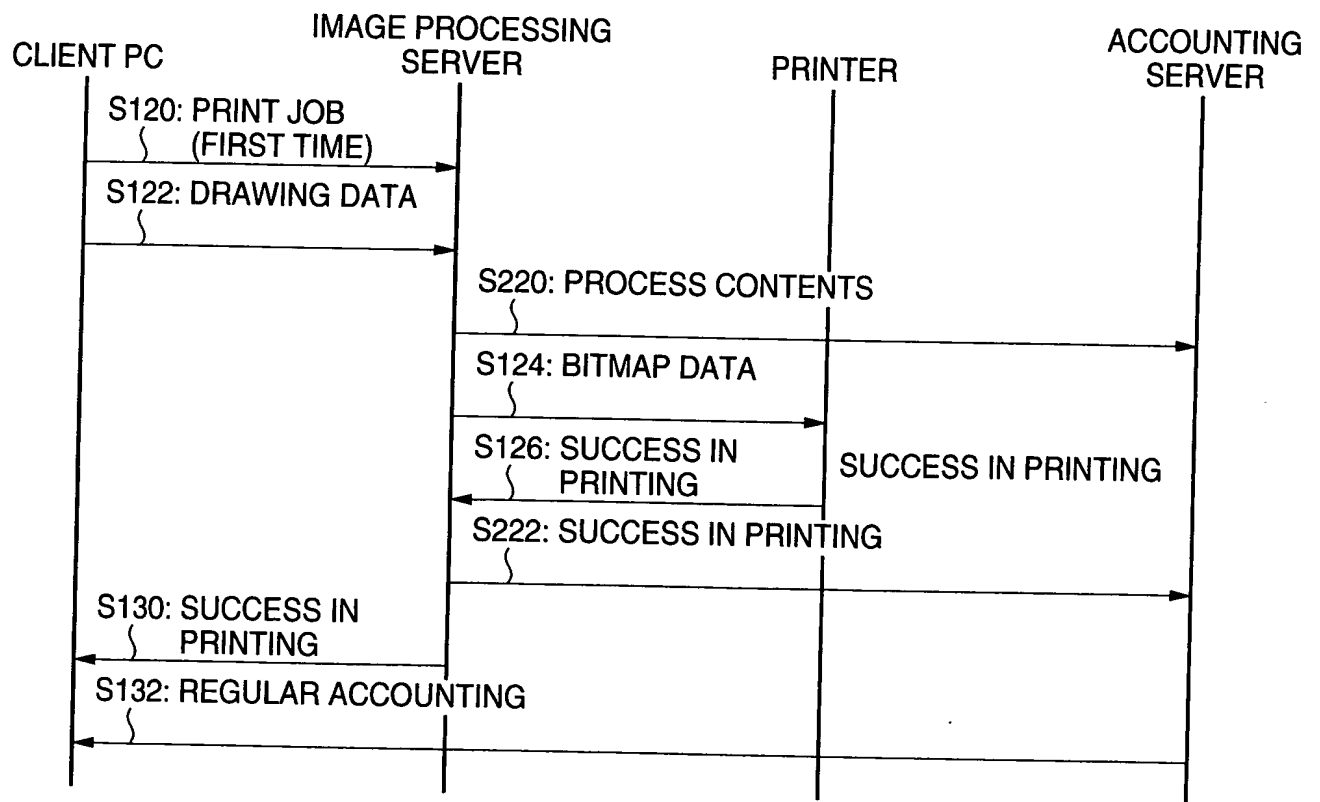 CLIENT PC
IMAGE PROCESSING
SERVER
PRINTER
ACCOUNTING
SERVER
S120: PRINT JOB
(FIRST TIME)
S122: DRAWING DATA
S220: PROCESS CONTENTS
S124: BITMAP DATA
S126: SUCCESS IN
PRINTING
SUCCESS IN PRINTING
S222: SUCCESS IN PRINTING
S130: SUCCESS IN
PRINTING
S132: REGULAR ACCOUNTING